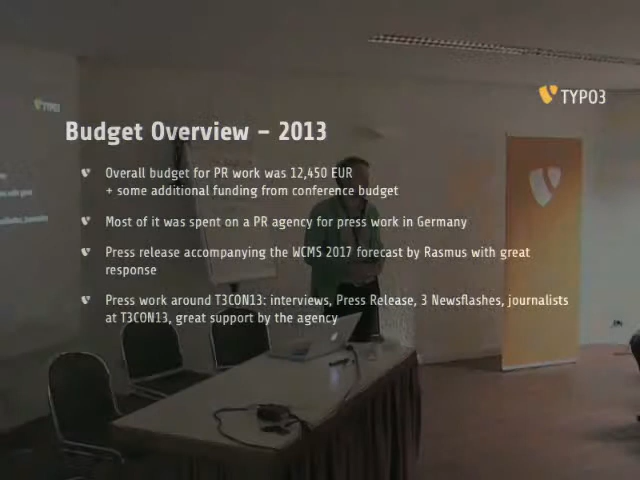 TYPO3
Budget Overview – 2013
Overall budget for PR work was 12,450 EUR
+ some additional funding from conference budget
Most of it was spent on a PR agency for press work in Germany
Press release accompanying the WCMS 2017 forecast by Rasmus with great
response
Press work around T3CON13: interviews, Press Release, 3 Newsflashes, journalists
at T3CON13, great support by the agency